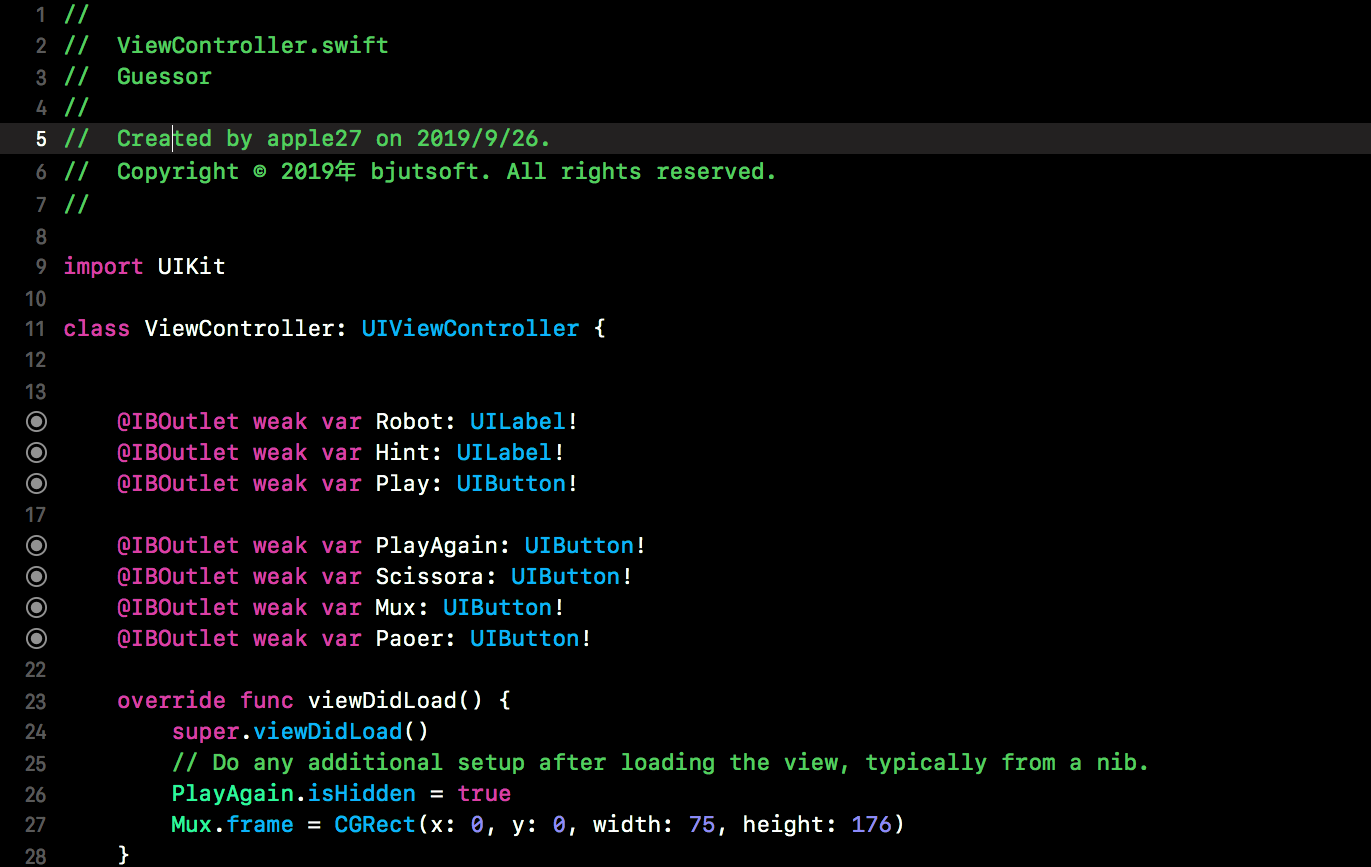 1 //
2 //  ViewController.swift
3 //  Guessor
4 //
5 //  Created by apple27 on 2019/9/26.
6 //  Copyright © 2019年 bjutsoft. All rights reserved.
7 //
8
9 import UIKit
10
11 class ViewController: UIViewController {
12
13
@IBOutlet weak var Robot: UILabel!
@IBOutlet weak var Hint: UILabel!
@IBOutlet weak var Play: UIButton!
17
@IBOutlet weak var PlayAgain: UIButton!
@IBOutlet weak var Scissora: UIButton!
@IBOutlet weak var Mux: UIButton!
@IBOutlet weak var Paoer: UIButton!
22
23     override func viewDidLoad() {
24         super.viewDidLoad()
25         // Do any additional setup after loading the view, typically from a nib.
26         PlayAgain.isHidden = true
27         Mux.frame = CGRect(x: 0, y: 0, width: 75, height: 176)
28     }